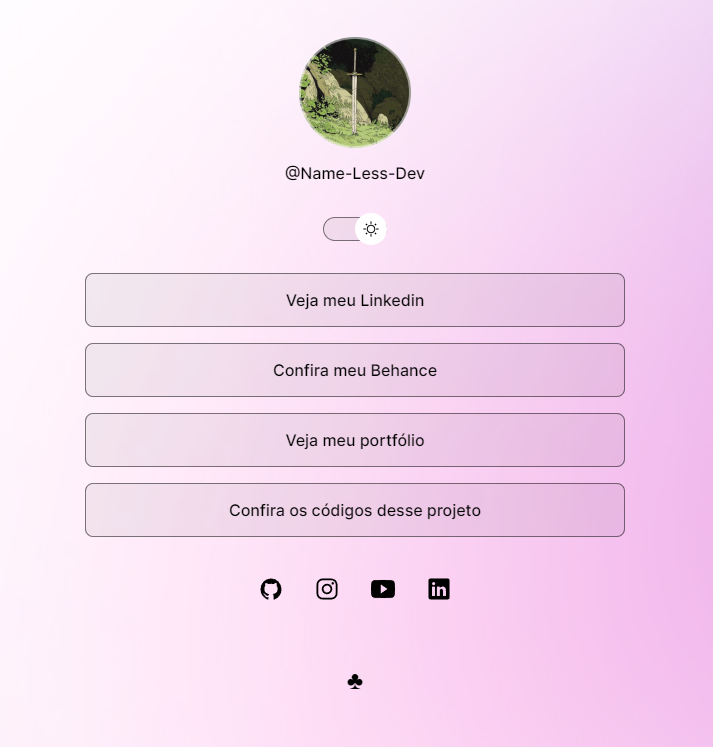 @Name-Less-Dev
Veja meu Linkedin
Confira meu Behance
Veja meu portfólio
Confira os códigos desse projeto